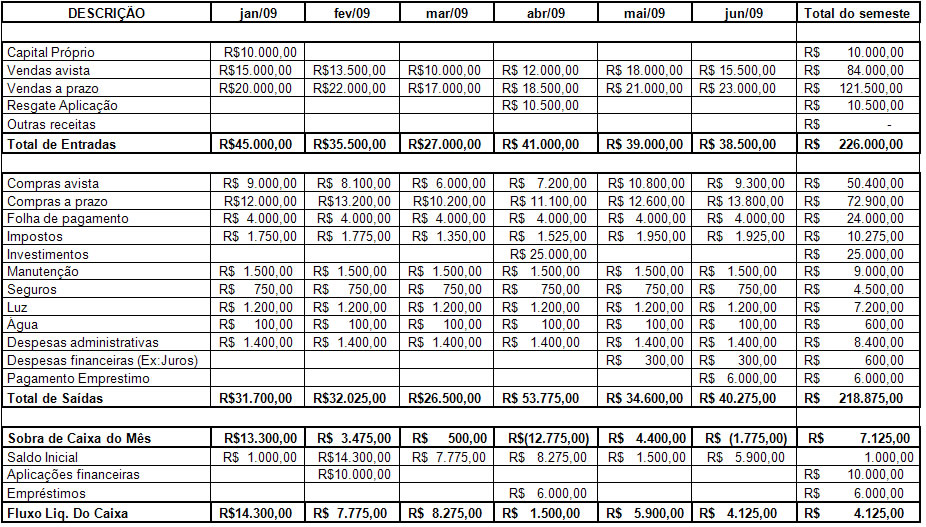 DESCRIÇÃO jan/09 fev/09 mar/09 abr/09 mai/09 jun/09 Total do semeste
Capital Próprio R$10.000,00 R$ 10.000,00
Vendas avista R$15.000,00 R$13.500,00 R$10.000,00 R$ 12.000,00 R$ 18.000,00 R$ 15.500,00 R$ 84.000,00
Vendas a prazo R$20.000,00 R$22.000,00 R$17.000,00 R$ 18.500,00 R$ 21.000,00 R$ 23.000,00 R$ 121.500,00
Resgate Aplicação R$ 10.500,00 R$ 10.500,00
Outras receitas R$ -
Total de Entradas R$45.000,00 R$35.500,00 R$27.000,00 R$ 41.000,00 R$ 39.000,00 R$ 38.500,00 R$ 226.000,00
Compras avista R$ 9.000,00 R$ 8.100,00 R$ 6.000,00 R$ 7.200,00 R$ 10.800,00 R$ 9.300,00 R$ 50.400,00
Compras a prazo R$12.000,00 R$13.200,00 R$10.200,00 R$ 11.100,00 R$ 12.600,00 R$ 13.800,00 R$ 72.900,00
Folha de pagamento R$ 4.000,00 R$ 4.000,00 R$ 4.000,00 R$ 4.000,00 R$ 4.000,00 R$ 4.000,00 R$ 24.000,00
Impostos R$ 1.750,00 R$ 1.775,00 R$ 1.350,00 R$ 1.525,00 R$ 1.950,00 R$ 1.925,00 R$ 10.275,00
Investimentos R$ 25.000,00 R$ 25.000,00
Manutenção R$ 1.500,00 R$ 1.500,00 R$ 1.500,00 R$ 1.500,00 R$ 1.500,00 R$ 1.500,00 R$ 9.000,00
Seguros R$ 750,00 R$ 750,00 R$ 750,00 R$ 750,00 R$ 750,00 R$ 750,00 R$ 4.500,00
Luz R$ 1.200,00 R$ 1.200,00 R$ 1.200,00 R$ 1.200,00 R$ 1.200,00 R$ 1.200,00 R$ 7.200,00
Água R$ 100,00 R$ 100,00 R$ 100,00 R$ 100,00 R$ 100,00 R$ 100,00 R$ 600,00
Despesas administrativas R$ 1.400,00 R$ 1.400,00 R$ 1.400,00 R$ 1.400,00 R$ 1.400,00 R$ 1.400,00 R$ 8.400,00
Despesas financeiras (Ex:Juros) R$ 300,00 R$ 300,00 R$ 600,00
Pagamento Emprestimo R$ 6.000,00 R$ 6.000,00
Total de Saídas R$31.700,00 R$32.025,00 R$26.500,00 R$ 53.775,00 R$ 34.600,00 R$ 40.275,00 R$ 218.875,00
Sobra de Caixa do Mês R$13.300,00 R$ 3.475,00 R$ 500,00 R$(12.775,00) R$ 4.400,00 R$ (1.775,00) R$ 7.125,00
Saldo Inicial R$ 1.000,00 R$14.300,00 R$ 7.775,00 R$ 8.275,00 R$ 1.500,00 R$ 5.900,00 1.000,00
Aplicações financeiras R$10.000,00 R$ 10.000,00
Empréstimos R$ 6.000,00 R$ 6.000,00
Fluxo Liq. Do Caixa R$14.300,00 R$ 7.775,00 R$ 8.275,00 R$ 1.500,00 R$ 5.900,00 R$ 4.125,00 R$ 4.125,00